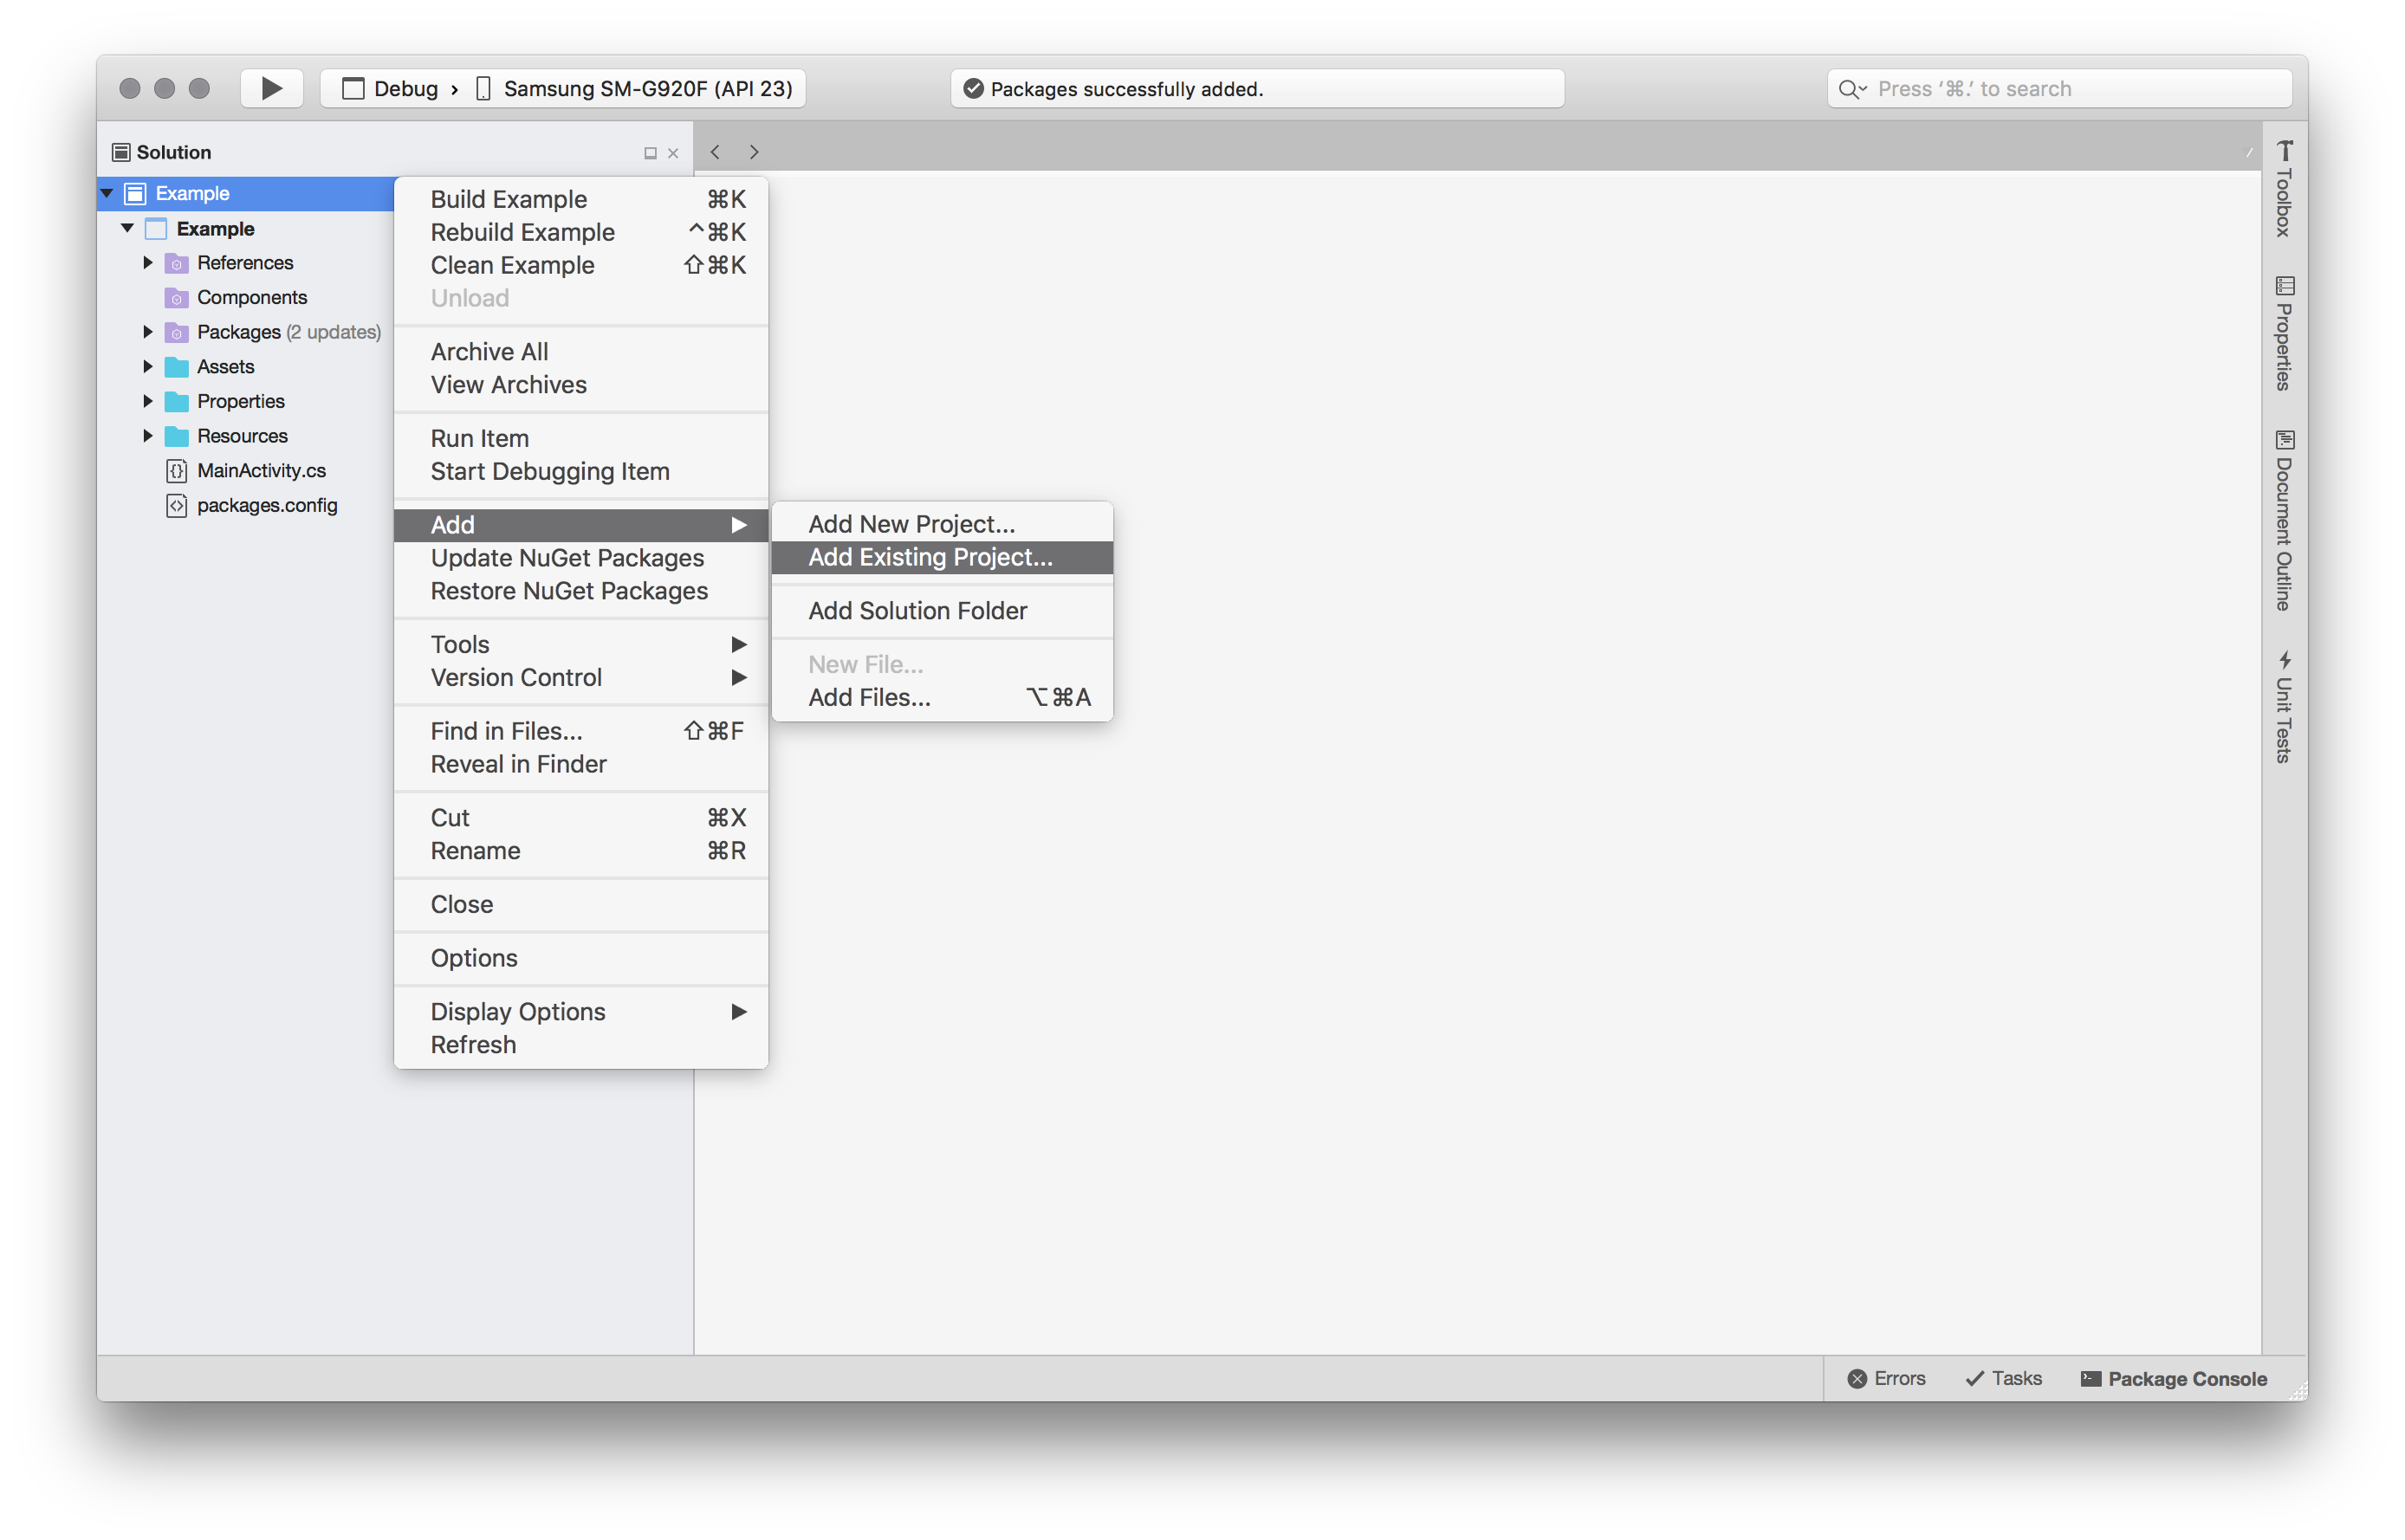 Debug › Samsung SM-G920F (API 23)
Packages successfully added.
Press ‘⌘.’ to search
Solution
Example
Example
References
Components
Packages (2 updates)
Assets
Properties
Resources
MainActivity.cs
packages.config
Build Example ⌘K
Rebuild Example ^⌘K
Clean Example ⇧⌘K
Unload
Archive All
View Archives
Run Item
Start Debugging Item
Add
Update NuGet Packages
Restore NuGet Packages
Tools
Version Control
Find in Files... ⇧⌘F
Reveal in Finder
Cut ⌘X
Rename ⌘R
Close
Options
Display Options
Refresh
Add New Project...
Add Existing Project...
Add Solution Folder
New File...
Add Files... ⌥⌘A
Toolbox
Properties
Document Outline
Unit Tests
Errors
Tasks
Package Console